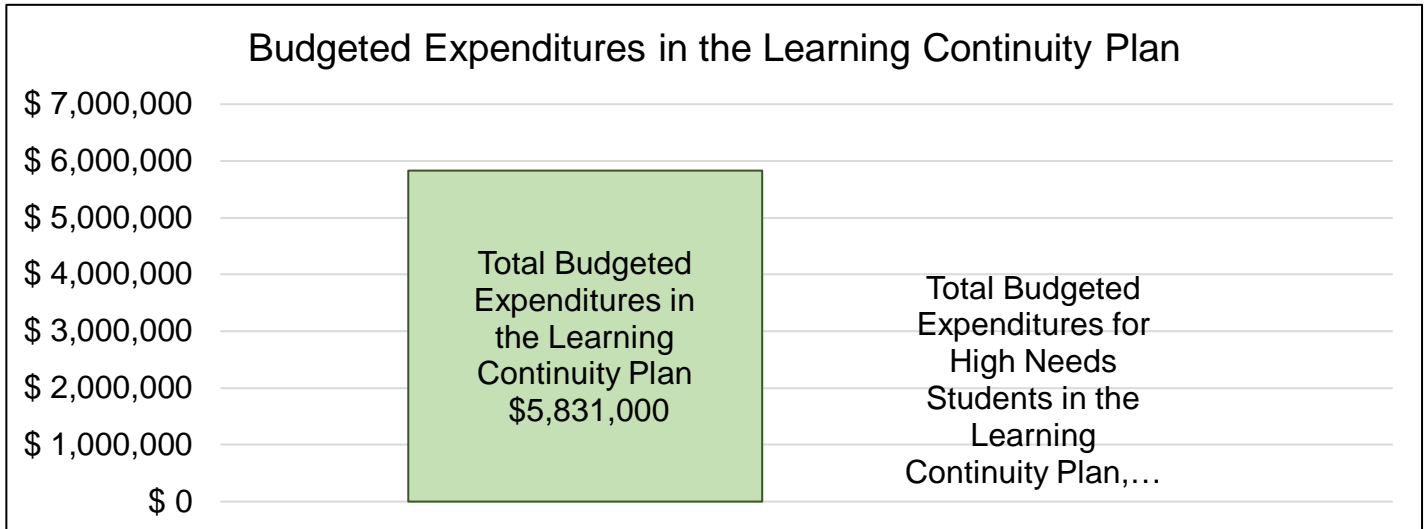 Budgeted Expenditures in the Learning Continuity Plan
$ 7,000,000
$ 6,000,000
$ 5,000,000
$ 4,000,000
$ 3,000,000
$ 2,000,000
$ 1,000,000
$ 0
Total Budgeted
Expenditures in
the Learning
Continuity Plan
$5,831,000
Total Budgeted
Expenditures for
High Needs
Students in the
Learning
Continuity Plan,…